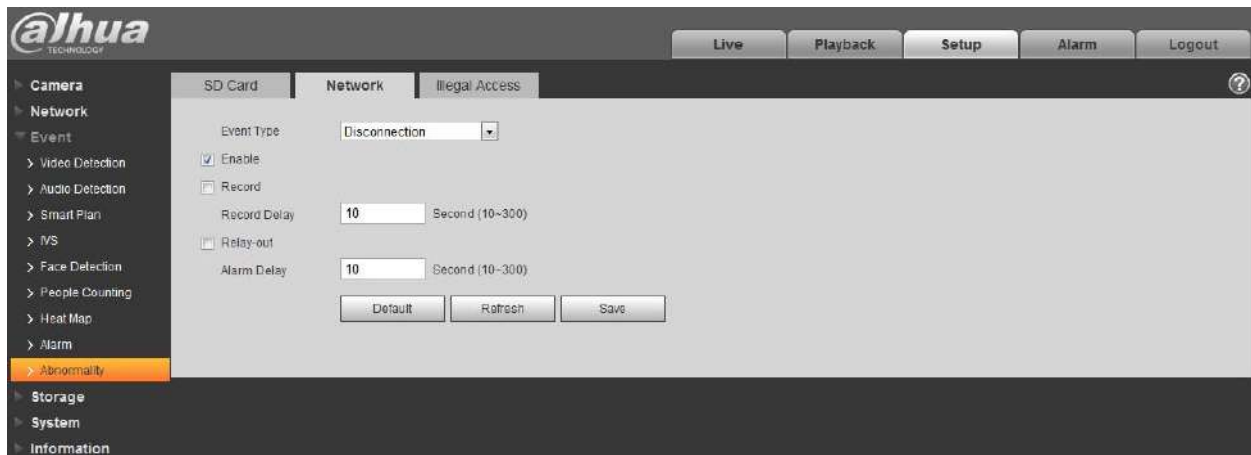 alhua
TECHNOLOGY
Live
Playback
Setup
Alarm
Logout
Camera
Network
Event
Video Detection
Audio Detection
Smart Plan
IVS
Face Detection
People Counting
Heat Map
Alarm
Abnormality
Storage
System
Information
SD Card
Network
Illegal Access
?
Event Type
Disconnection
Enable
Record
Record Delay
10
Second (10~300)
Relay-out
Alarm Delay
10
Second (10~300)
Default
Refresh
Save